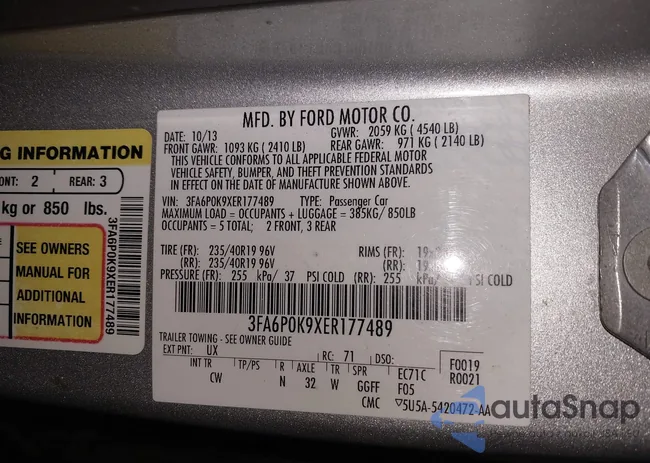 G INFORMATION
ONT: 2 REAR: 3
kg or 850 lbs.
SEE OWNERS
MANUAL FOR
ADDITIONAL
INFORMATION
3FA6P0K9XER177489
MFD. BY FORD MOTOR CO.
DATE: 10/13 GVWR: 2059 KG ( 4540 LB)
FRONT GAWR: 1093 KG ( 2410 LB) REAR GAWR: 971 KG ( 2140 LB)
THIS VEHICLE CONFORMS TO ALL APPLICABLE FEDERAL MOTOR
VEHICLE SAFETY, BUMPER, AND THEFT PREVENTION STANDARDS
IN EFFECT ON THE DATE OF MANUFACTURE SHOWN ABOVE.
VIN: 3FA6P0K9XER177489 TYPE: Passenger Car
MAXIMUM LOAD = OCCUPANTS + LUGGAGE = 385KG/ 850LB
OCCUPANTS = 5 TOTAL; 2 FRONT, 3 REAR
TIRE (FR): 235/40R19 96V RIMS (FR): 19
(RR): 235/40R19 96V (RR): 19
PRESSURE (FR): 255 kPa/ 37 PSI COLD (RR): 255 PSI COLD
3FA6P0K9XER177489
TRAILER TOWING - SEE OWNER GUIDE
EXT PNT: UX RC: 71 DSO: F0019
INT TR TP/PS R AXLE TR SPR EC71C R0021
CW N 32 W GGFF F05
CMC 5U5A-5420472-AA
autaSnap